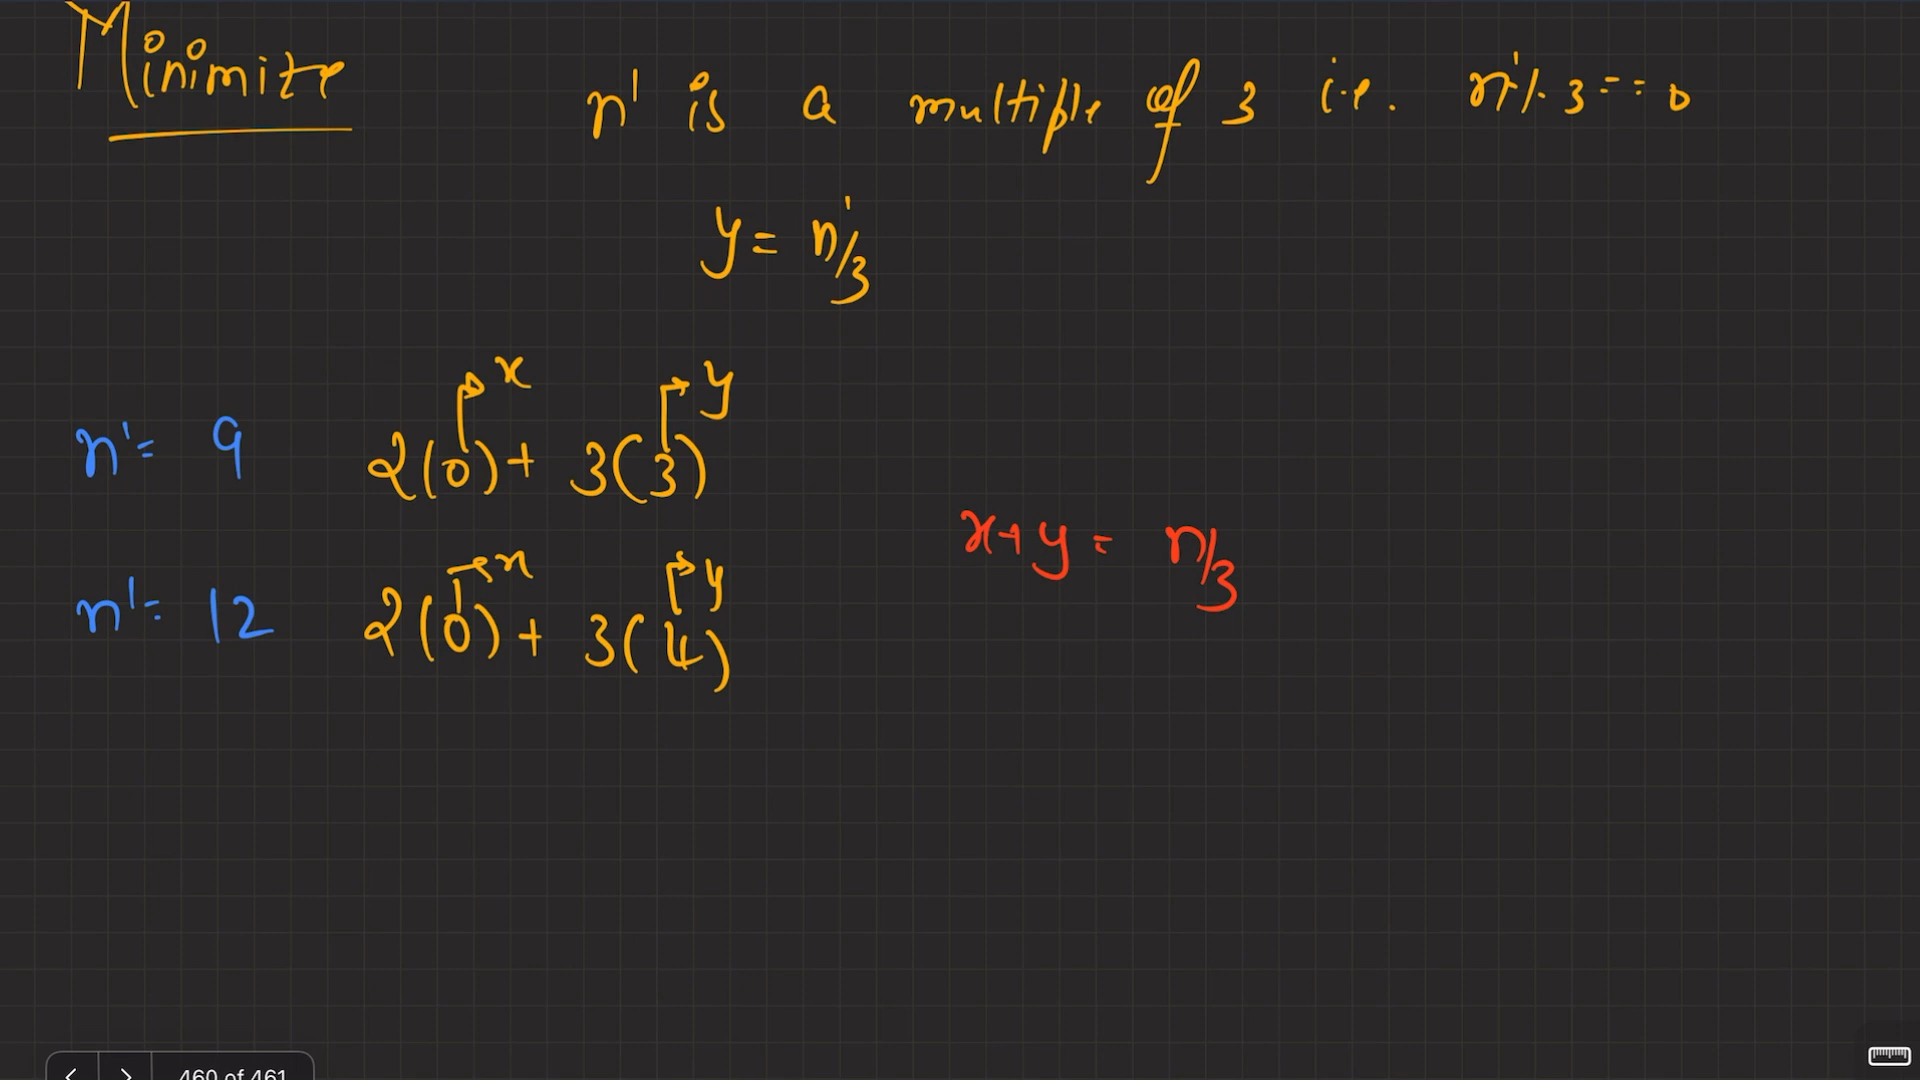 Minimize
n' is a multiple of 3 i.e. n'% 3 == 0
y = n'/3
x y
n' = 9 2(0) + 3(3)
x + y = n/3
x y
n' = 12 2(0) + 3(4)
460 of 461